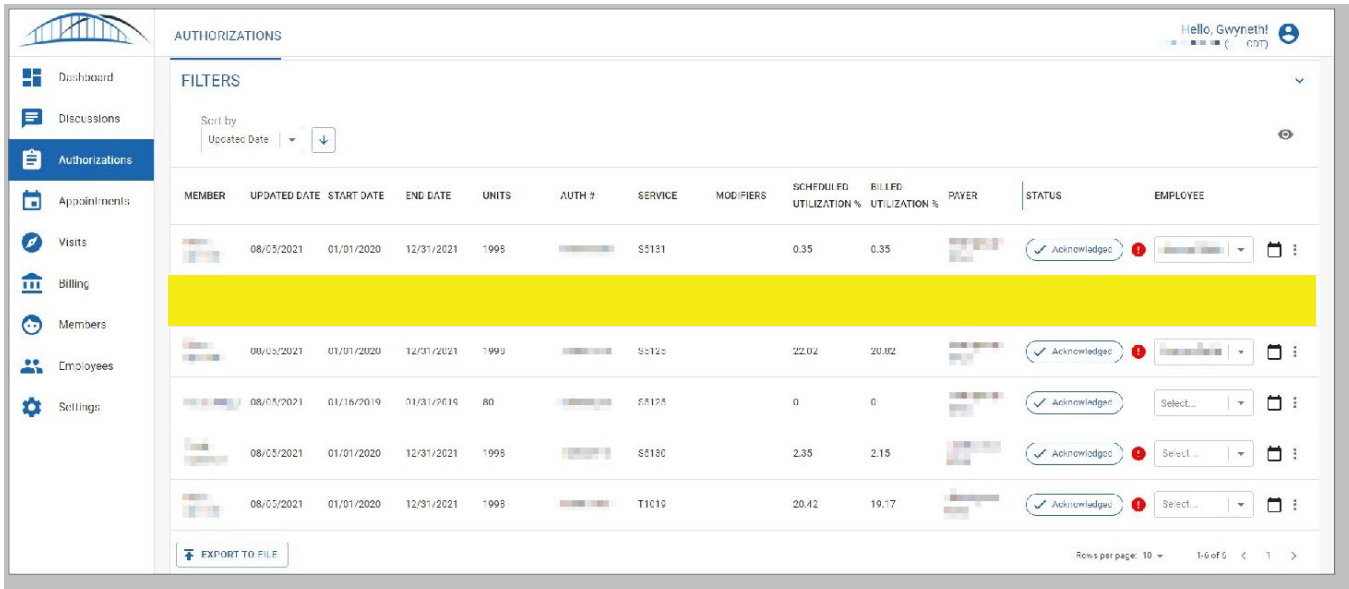 Hello, Gwyneth!
CDT)
AUTHORIZATIONS
Dashboard
Discussions
Authorizations
Appointments
Visits
Billing
Members
Employees
Settings
FILTERS
Sort by
Updated Date
MEMBER UPDATED DATE START DATE END DATE UNITS AUTH # SERVICE MODIFIERS SCHEDULED UTILIZATION % BILLED UTILIZATION % PAYER STATUS EMPLOYEE
08/05/2021 01/01/2020 12/31/2021 1998 S5131 0.35 0.35 Acknowledged
08/05/2021 01/01/2020 12/31/2021 1998 S5125 22.02 20.82 Acknowledged
08/05/2021 01/16/2019 01/31/2019 80 S5125 0 0 Acknowledged Select...
08/05/2021 01/01/2020 12/31/2021 1998 S5130 2.35 2.15 Acknowledged Select...
08/05/2021 01/01/2020 12/31/2021 1998 T1019 20.42 19.17 Acknowledged Select...
EXPORT TO FILE
Rows per page: 10 1-6 of 6 1